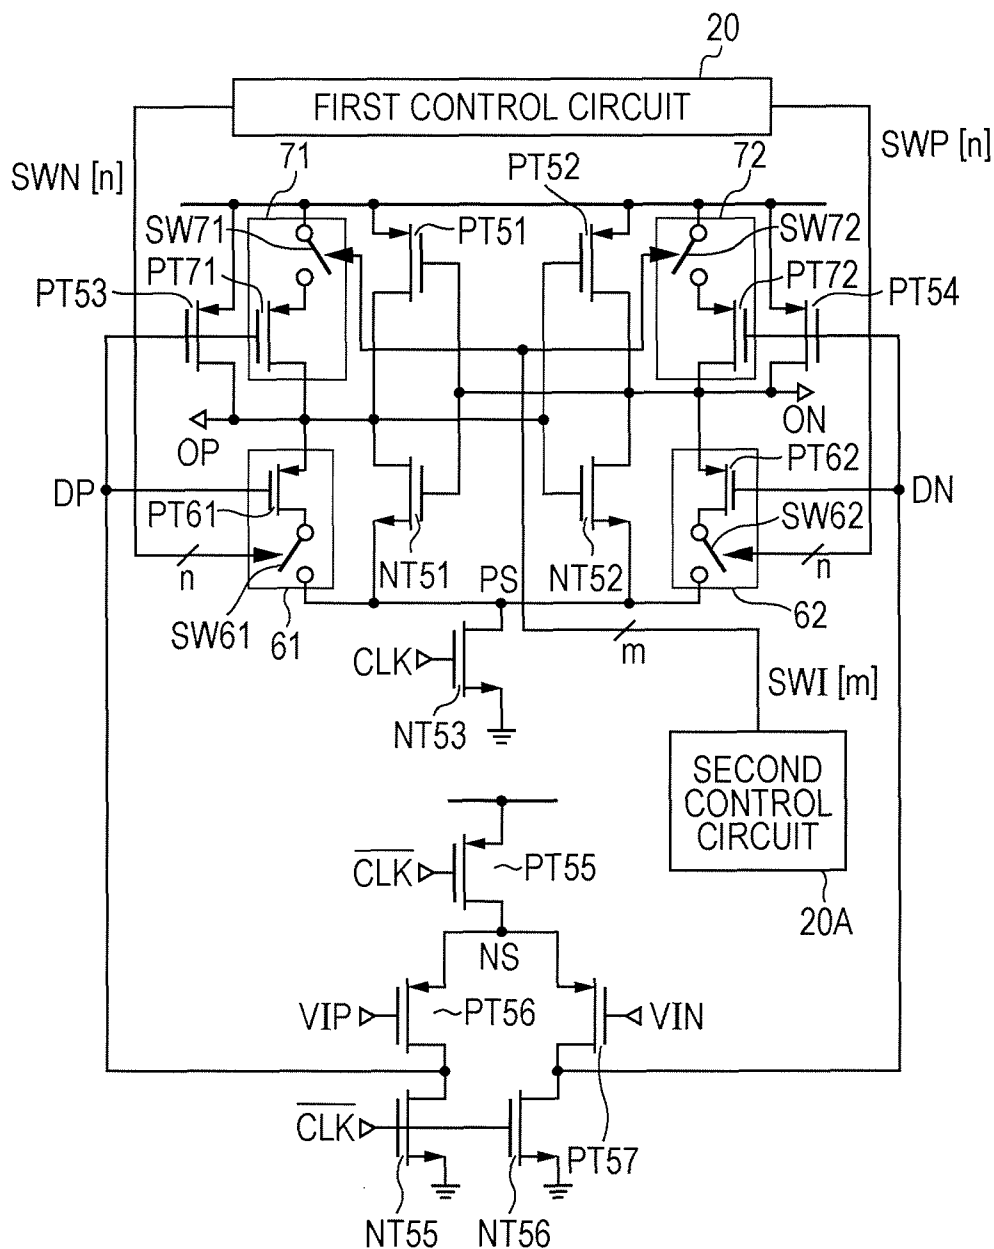 20
FIRST CONTROL CIRCUIT
SWN [n]
SWP [n]
71
PT52
72
SW71
PT51
SW72
PT53
PT71
PT72
PT54
OP
ON
DP
PT61
PT62
DN
SW62
n
NT51
PS
NT52
n
SW61
61
62
CLK
m
NT53
SWI [m]
SECOND
CONTROL
CIRCUIT
CLK
PT55
20A
NS
VIP
PT56
VIN
CLK
PT57
NT55
NT56